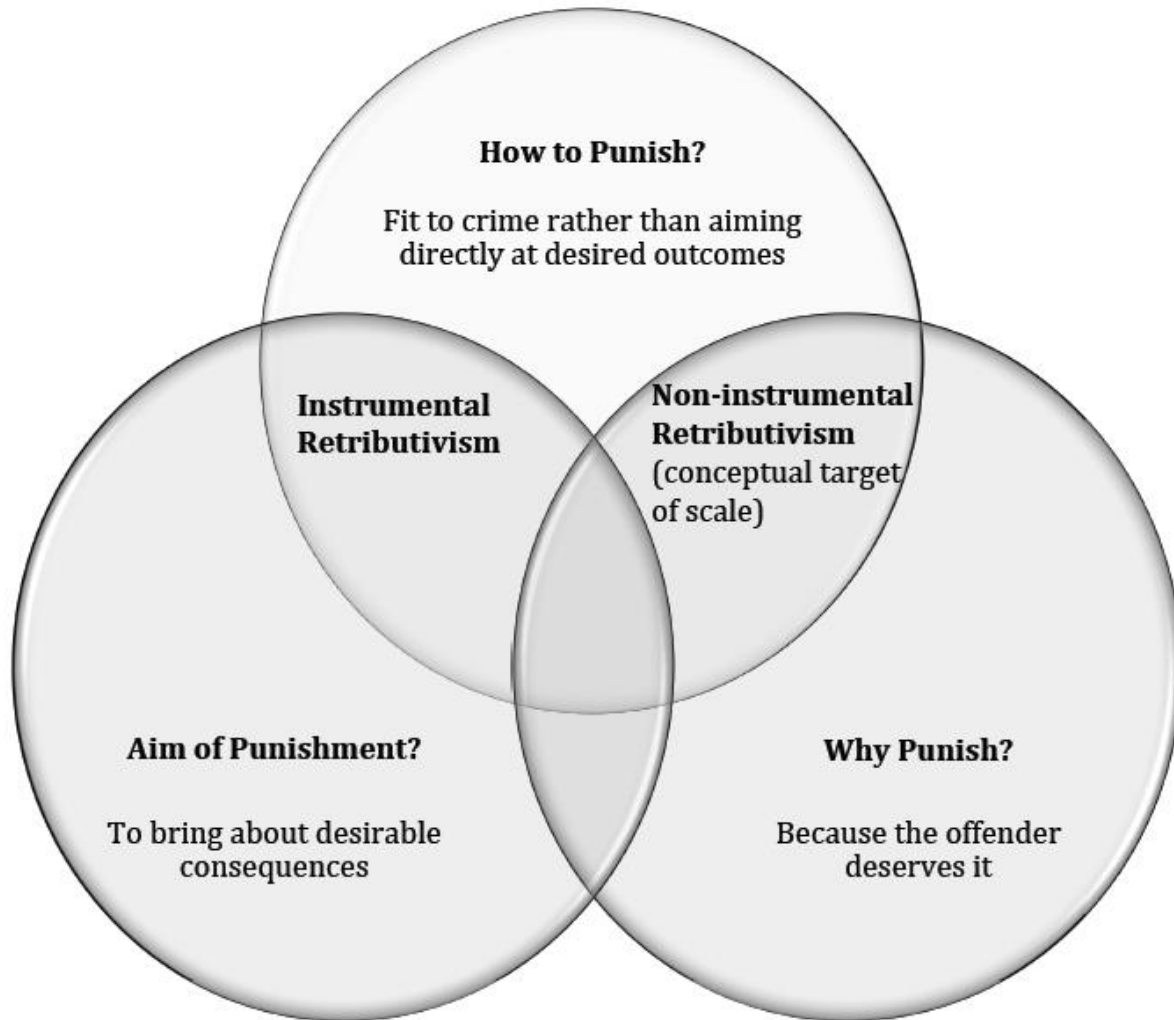 How to Punish?
Fit to crime rather than aiming
directly at desired outcomes
Instrumental
Retributivism
Non-instrumental
Retributivism
(conceptual target
of scale)
Aim of Punishment?
To bring about desirable
consequences
Why Punish?
Because the offender
deserves it